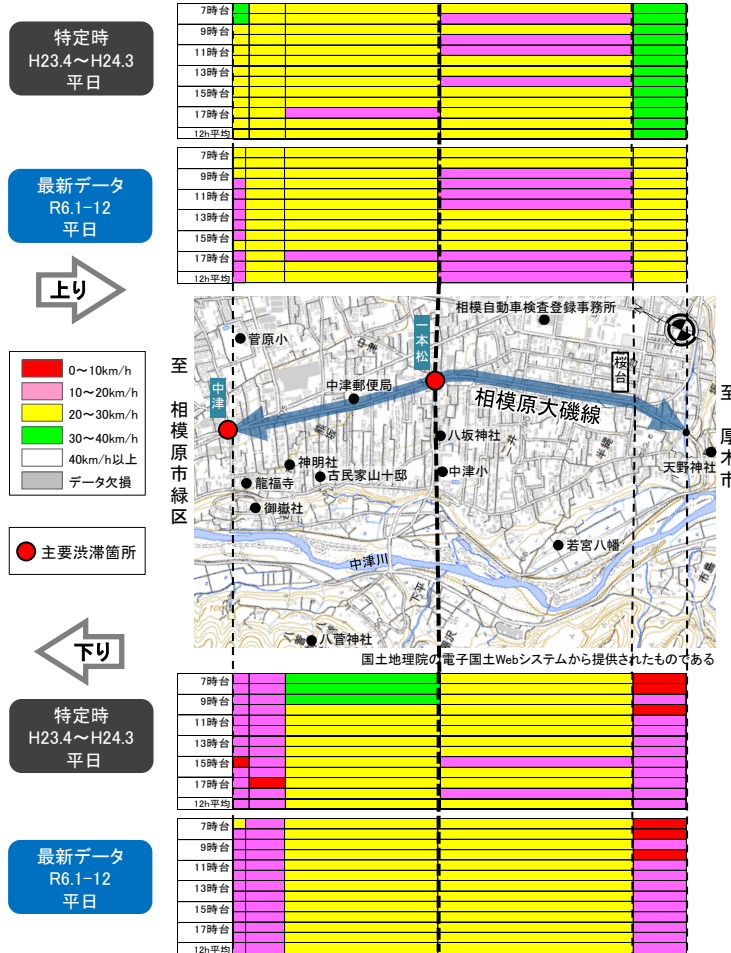 特定時
H23.4～H24.3
平日
7時台
9時台
11時台
13時台
15時台
17時台
12h平均
最新データ
R6.1-12
平日
7時台
9時台
11時台
13時台
15時台
17時台
12h平均
上り
0～10km/h
10～20km/h
20～30km/h
30～40km/h
40km/h以上
データ欠損
主要渋滞箇所
至 相模原市緑区
至 厚木市
相模自動車検査登録事務所
菅原小
一本松
桜台
中津
中津郵便局
相模原大磯線
八坂神社
神明社
古民家山十邸
中津小
天野神社
龍福寺
御嶽社
若宮八幡
中津川
八菅神社
国土地理院の電子国土Webシステムから提供されたものである
下り
特定時
H23.4～H24.3
平日
7時台
9時台
11時台
13時台
15時台
17時台
12h平均
最新データ
R6.1-12
平日
7時台
9時台
11時台
13時台
15時台
17時台
12h平均